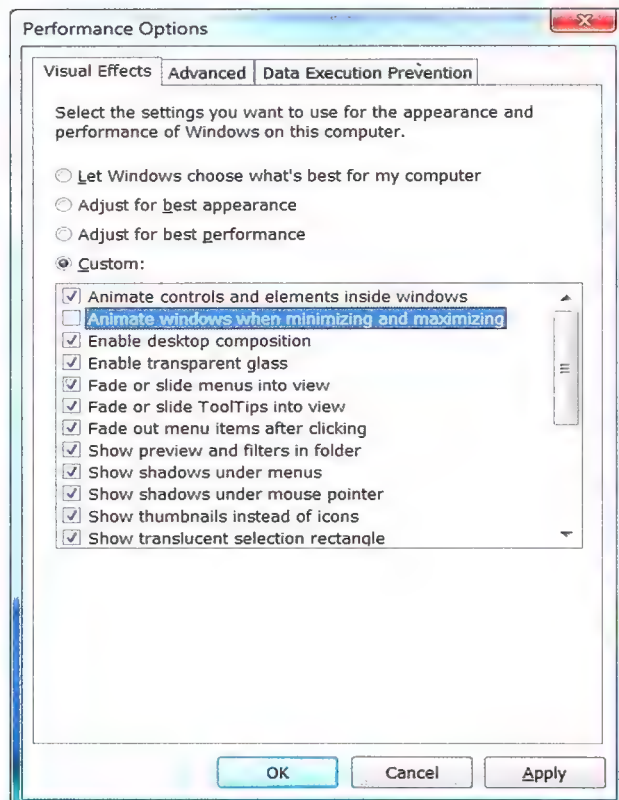 Performance Options
Visual Effects
Advanced
Data Execution Prevention
Select the settings you want to use for the appearance and
performance of Windows on this computer.
Let Windows choose what's best for my computer
Adjust for best appearance
Adjust for best performance
Custom:
Animate controls and elements inside windows
Animate windows when minimizing and maximizing
Enable desktop composition
Enable transparent glass
Fade or slide menus into view
Fade or slide ToolTips into view
Fade out menu items after clicking
Show preview and filters in folder
Show shadows under menus
Show shadows under mouse pointer
Show thumbnails instead of icons
Show translucent selection rectangle
OK
Cancel
Apply